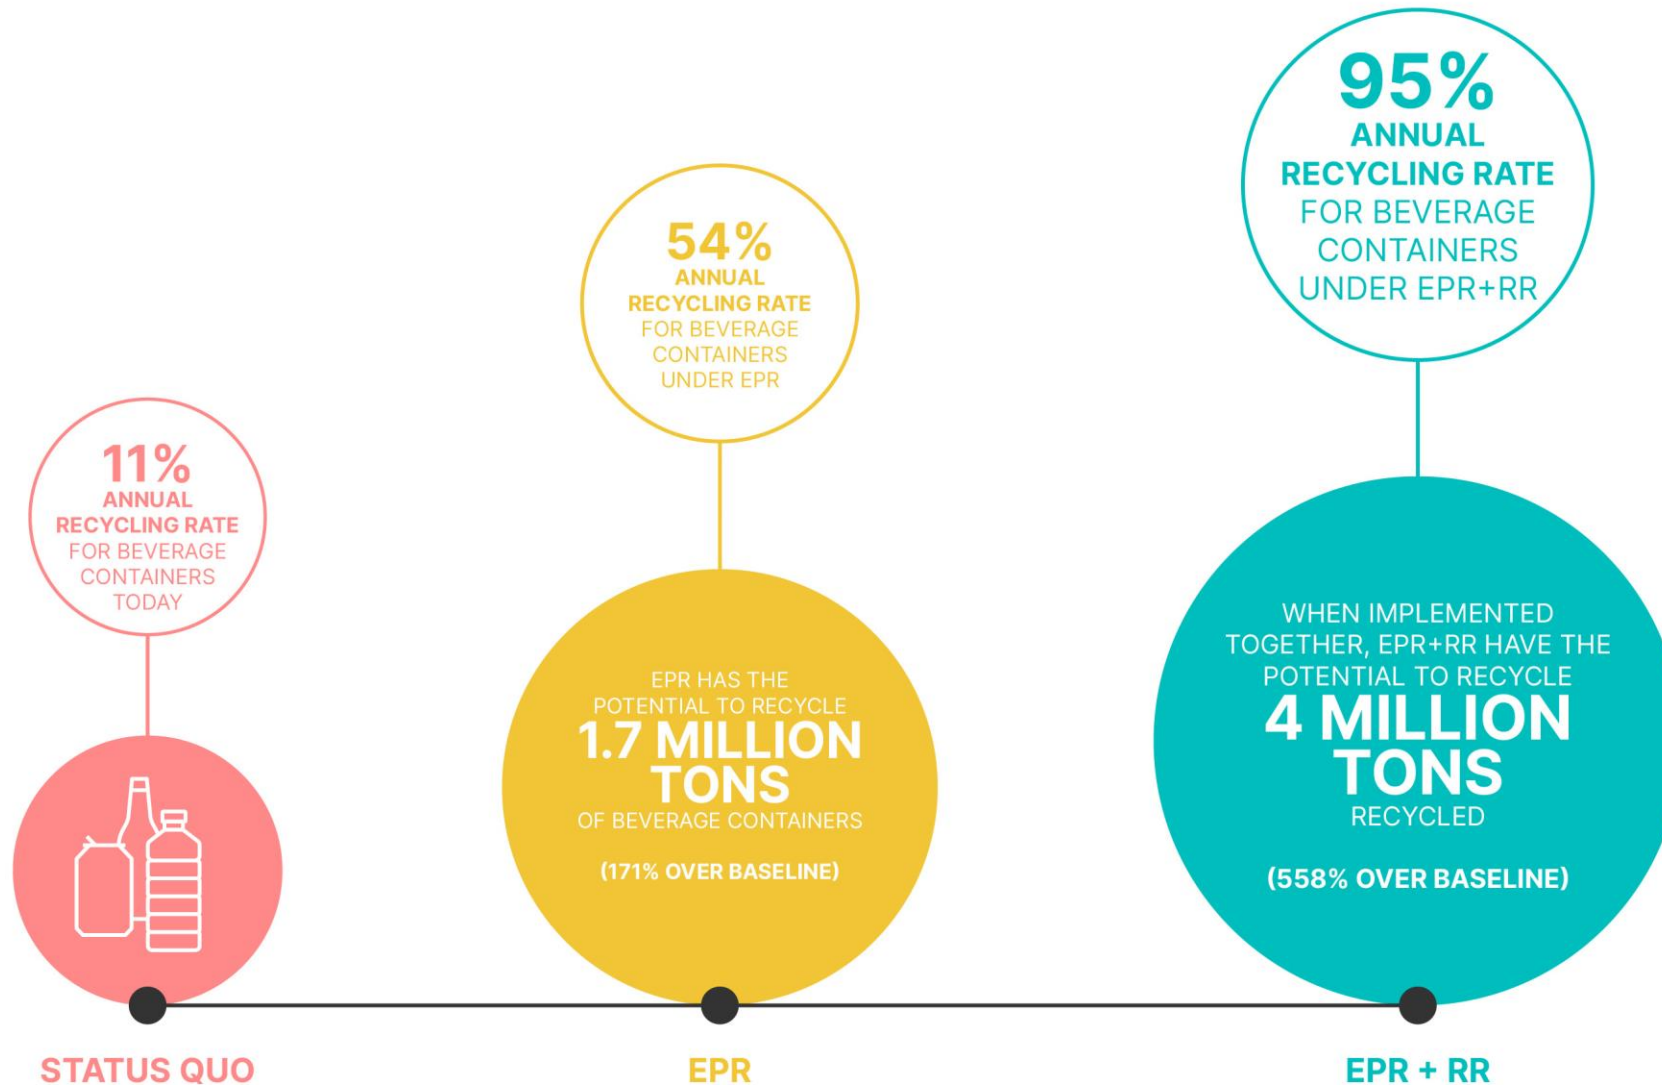 11%
ANNUAL
RECYCLING RATE
FOR BEVERAGE
CONTAINERS
TODAY
STATUS QUO
54%
ANNUAL
RECYCLING RATE
FOR BEVERAGE
CONTAINERS
UNDER EPR
EPR HAS THE
POTENTIAL TO RECYCLE
1.7 MILLION
TONS
OF BEVERAGE CONTAINERS
(171% OVER BASELINE)
EPR
95%
ANNUAL
RECYCLING RATE
FOR BEVERAGE
CONTAINERS
UNDER EPR+RR
WHEN IMPLEMENTED
TOGETHER, EPR+RR HAVE THE
POTENTIAL TO RECYCLE
4 MILLION
TONS
RECYCLED
(558% OVER BASELINE)
EPR + RR